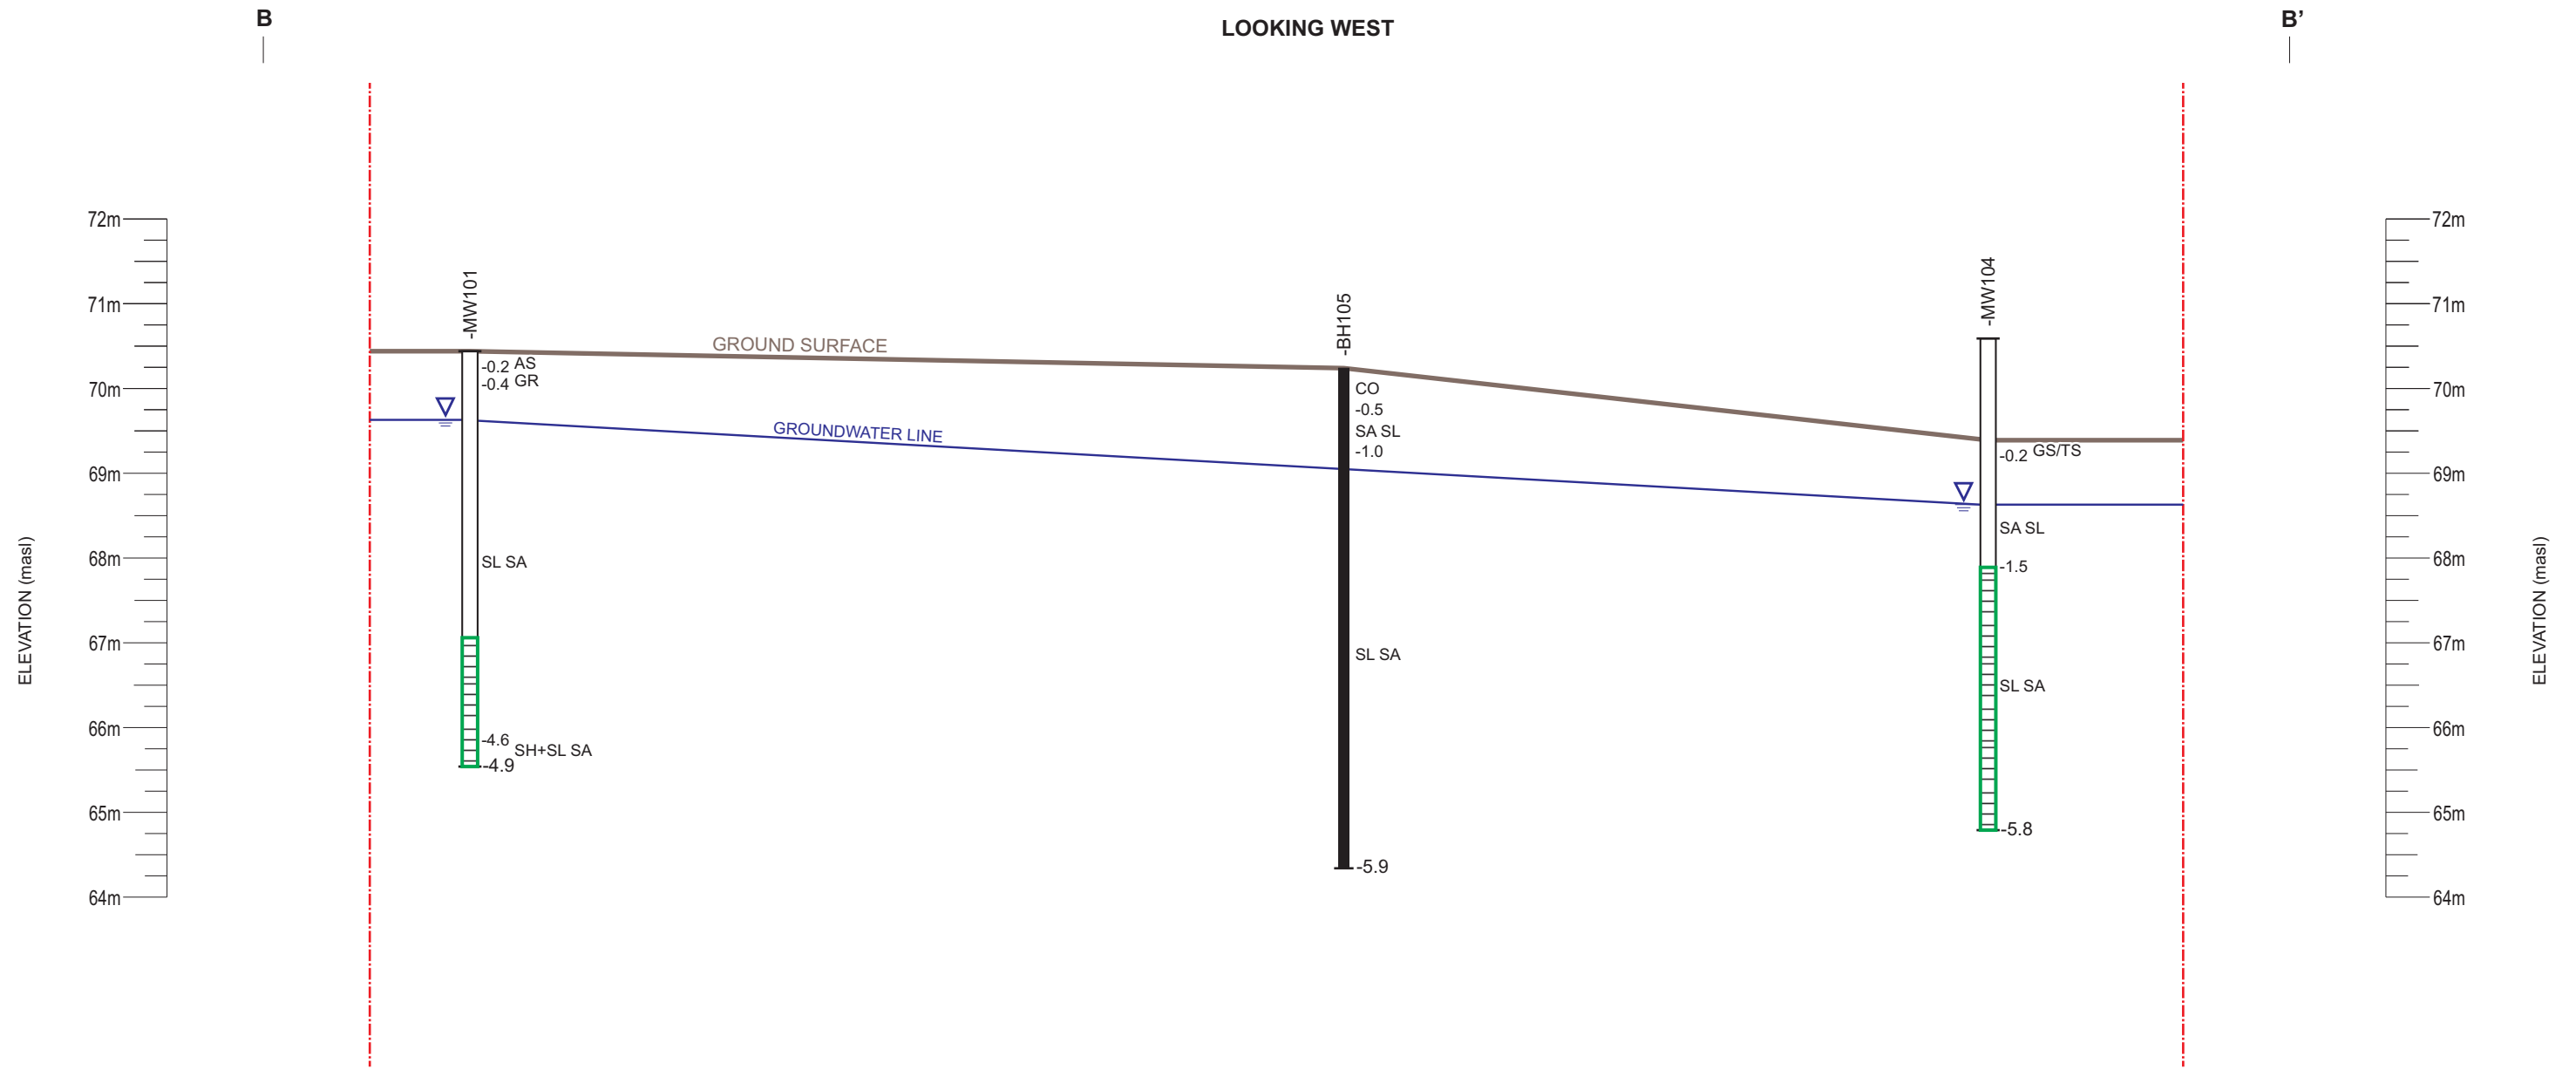 B
LOOKING WEST
B’
72m
71m
70m
69m
68m
67m
66m
65m
64m
ELEVATION (masl)
-MW101
-0.2 AS
-0.4 GR
SL SA
-4.6
SH+SL SA
-4.9
GROUND SURFACE
GROUNDWATER LINE
-BH105
CO
-0.5
SA SL
-1.0
SL SA
-5.9
-MW104
-0.2 GS/TS
SA SL
-1.5
SL SA
-5.8
72m
71m
70m
69m
68m
67m
66m
65m
64m
ELEVATION (masl)